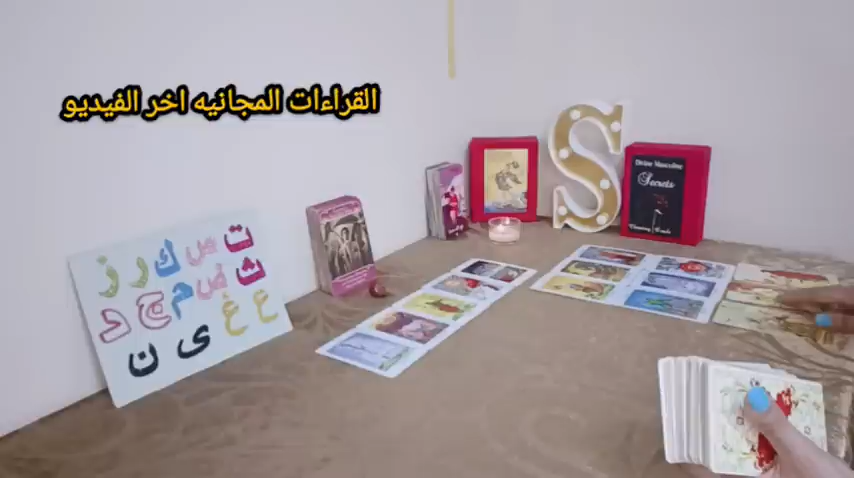 القراءات المجانيه اخر الفيديو
S
Divine Masculine
Secrets
ت س ك ر ز
ث ض م ج د
ع غ ي ن